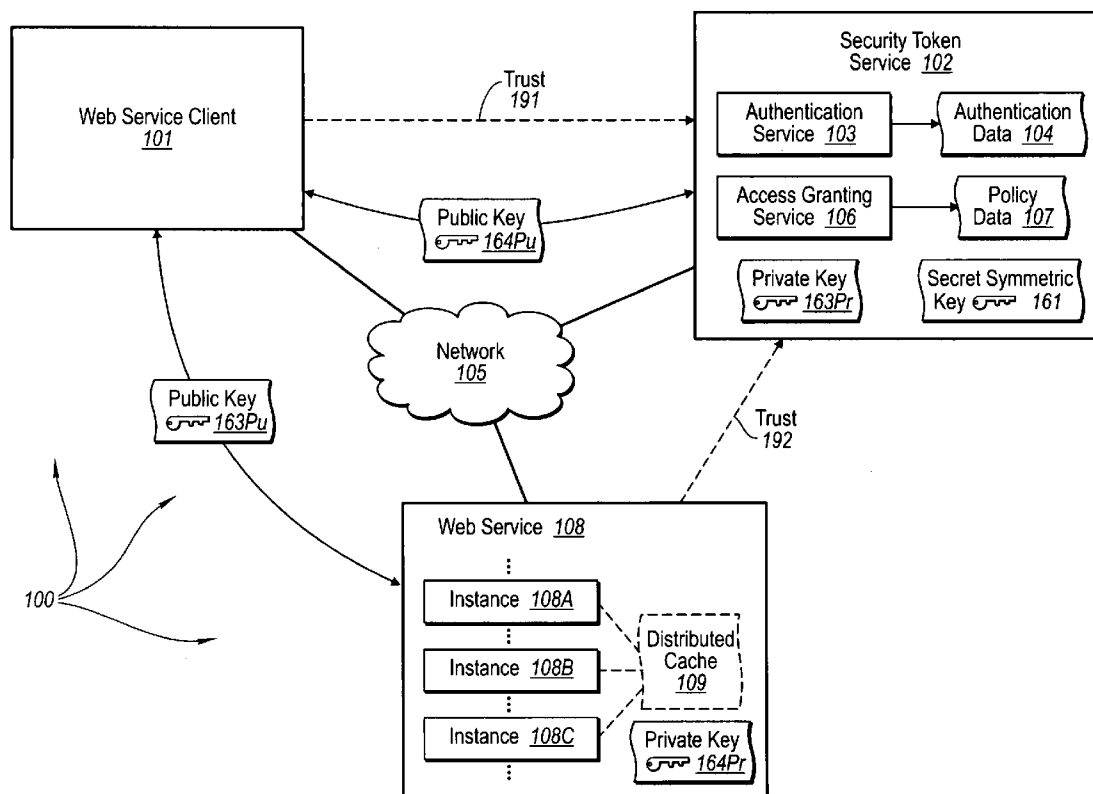 Web Service Client
101
Trust
191
Security Token
Service 102
Authentication
Service 103
Authentication
Data 104
Access Granting
Service 106
Policy
Data 107
Private Key
163Pr
Secret Symmetric
Key 161
Public Key
164Pu
Network
105
Public Key
163Pu
Trust
192
100
Web Service 108
Instance 108A
Instance 108B
Instance 108C
Distributed
Cache
109
Private Key
164Pr